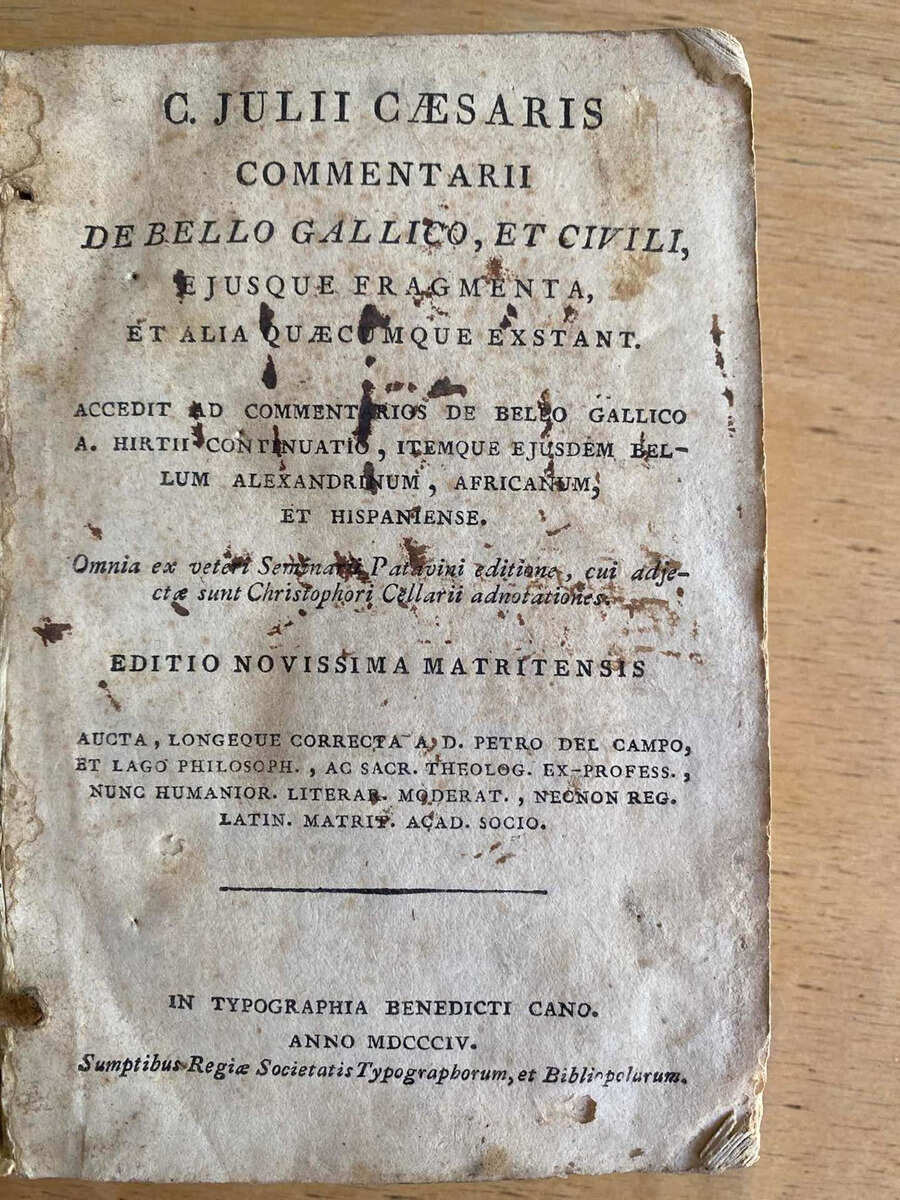 C. JULII CÆSARIS
COMMENTARII
DE BELLO GALLICO, ET CIVILI,
EJUSQUE FRAGMENTA,
ET ALIA QUÆCUMQUE EXSTANT.
ACCEDIT AD COMMENTARIOS DE BELLO GALLICO
A. HIRTII CONTINUATIO, ITEMQUE EJUSDEM BEL-
LUM ALEXANDRINUM, AFRICANUM,
ET HISPANIENSE.
Omnia ex veteri Seminarii Patavini editione, cui adje-
ctæ sunt Christophori Cellarii adnotationes.
EDITIO NOVISSIMA MATRITENSIS
AUCTA, LONGEQUE CORRECTA A D. PETRO DEL CAMPO,
ET LAGO PHILOSOPH., AC SACR. THEOLOG. EX-PROFESS.,
NUNC HUMANIOR. LITERAR. MODERAT., NECNON REG.
LATIN. MATRIT. ACAD. SOCIO.
IN TYPOGRAPHIA BENEDICTI CANO.
ANNO MDCCCIV.
Sumptibus Regiæ Societatis Typographorum, et Bibliopolarum.